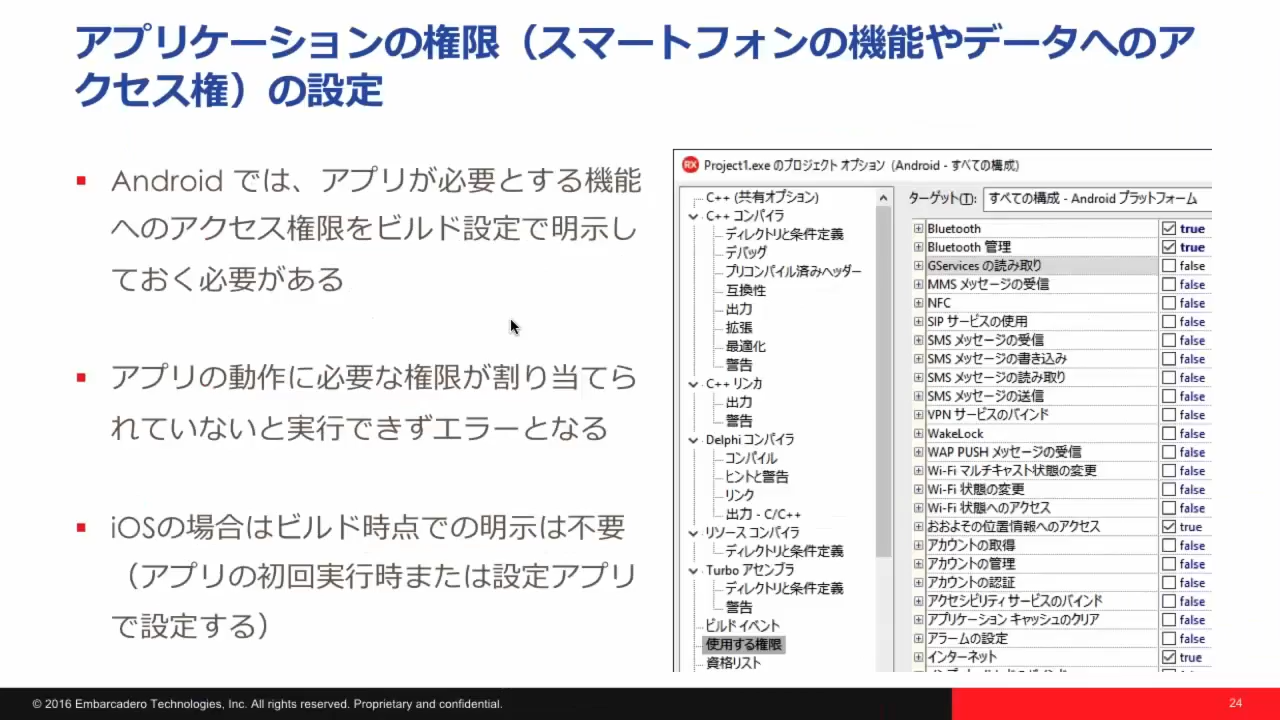 アプリケーションの権限（スマートフォンの機能やデータへのア
クセス権）の設定
Android では、アプリが必要とする機能
へのアクセス権限をビルド設定で明示し
ておく必要がある
アプリの動作に必要な権限が割り当てら
れていないと実行できずエラーとなる
iOSの場合はビルド時点での明示は不要
（アプリの初回実行時または設定アプリ
で設定する）
RX Project1.exe のプロジェクト オプション (Android - すべての構成)
C++ (共有オプション)
C++ コンパイラ
ディレクトリと条件定義
デバッグ
プリコンパイル済みヘッダー
互換性
出力
拡張
最適化
警告
C++ リンカ
出力
警告
Delphi コンパイラ
コンパイル
ヒントと警告
リンク
出力 - C/C++
リソース コンパイラ
ディレクトリと条件定義
Turbo アセンブラ
ディレクトリと条件定義
警告
ビルド イベント
使用する権限
資格リスト
ターゲット(T): すべての構成 - Android プラットフォーム
Bluetooth true
Bluetooth 管理 true
GServices の読み取り false
MMS メッセージの受信 false
NFC false
SIP サービスの使用 false
SMS メッセージの受信 false
SMS メッセージの書き込み false
SMS メッセージの読み取り false
SMS メッセージの送信 false
VPN サービスのバインド false
WakeLock false
WAP PUSH メッセージの受信 false
Wi-Fi マルチキャスト状態の変更 false
Wi-Fi 状態の変更 false
Wi-Fi 状態へのアクセス false
おおよその位置情報へのアクセス true
アカウントの取得 false
アカウントの管理 false
アカウントの認証 false
アクセシビリティ サービスのバインド false
アプリケーション キャッシュのクリア false
アラームの設定 false
インターネット true
© 2016 Embarcadero Technologies, Inc. All rights reserved. Proprietary and confidential.
24